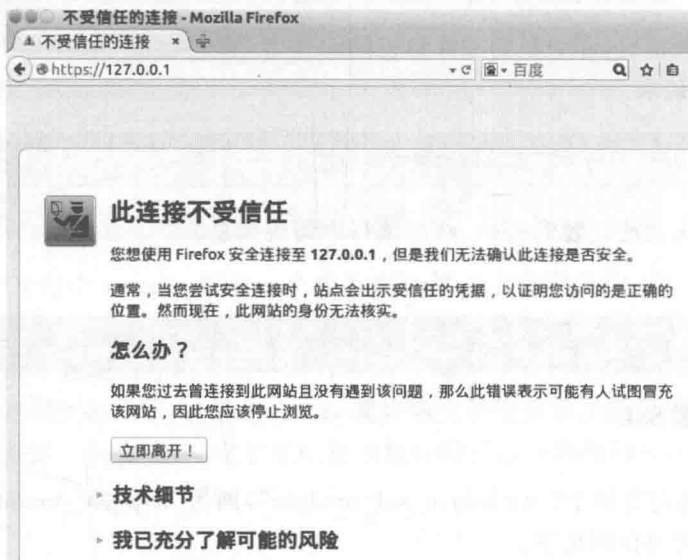 不受信任的连接 - Mozilla Firefox
不受信任的连接 ×
https://127.0.0.1 百度
此连接不受信任
您想使用 Firefox 安全连接至 127.0.0.1，但是我们无法确认此连接是否安全。
通常，当您尝试安全连接时，站点会出示受信任的凭据，以证明您访问的是正确的
位置。然而现在，此网站的身份无法核实。
怎么办？
如果您过去曾连接到此网站且没有遇到该问题，那么此错误表示可能有人试图冒充
该网站，因此您应该停止浏览。
立即离开！
技术细节
我已充分了解可能的风险